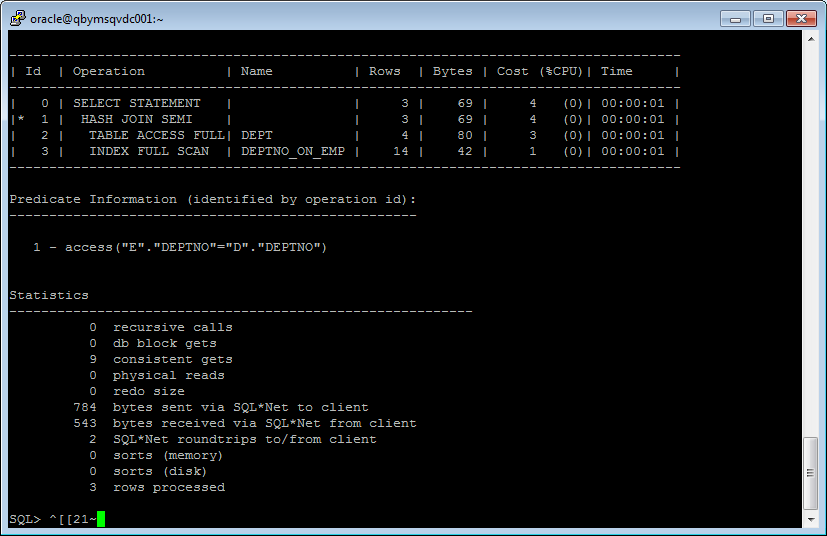 oracle@qbymsqvdc001:~
------------------------------------------------------------------------------------
| Id  | Operation          | Name          | Rows  | Bytes | Cost (%CPU)| Time     |
------------------------------------------------------------------------------------
|   0 | SELECT STATEMENT   |               |     3 |    69 |     4   (0)| 00:00:01 |
|*  1 |  HASH JOIN SEMI    |               |     3 |    69 |     4   (0)| 00:00:01 |
|   2 |   TABLE ACCESS FULL| DEPT          |     4 |    80 |     3   (0)| 00:00:01 |
|   3 |   INDEX FULL SCAN  | DEPTNO_ON_EMP |    14 |    42 |     1   (0)| 00:00:01 |
------------------------------------------------------------------------------------
Predicate Information (identified by operation id):
---------------------------------------------------
   1 - access("E"."DEPTNO"="D"."DEPTNO")
Statistics
----------------------------------------------------------
          0  recursive calls
          0  db block gets
          9  consistent gets
          0  physical reads
          0  redo size
        784  bytes sent via SQL*Net to client
        543  bytes received via SQL*Net from client
          2  SQL*Net roundtrips to/from client
          0  sorts (memory)
          0  sorts (disk)
          3  rows processed
SQL> ^[[21~